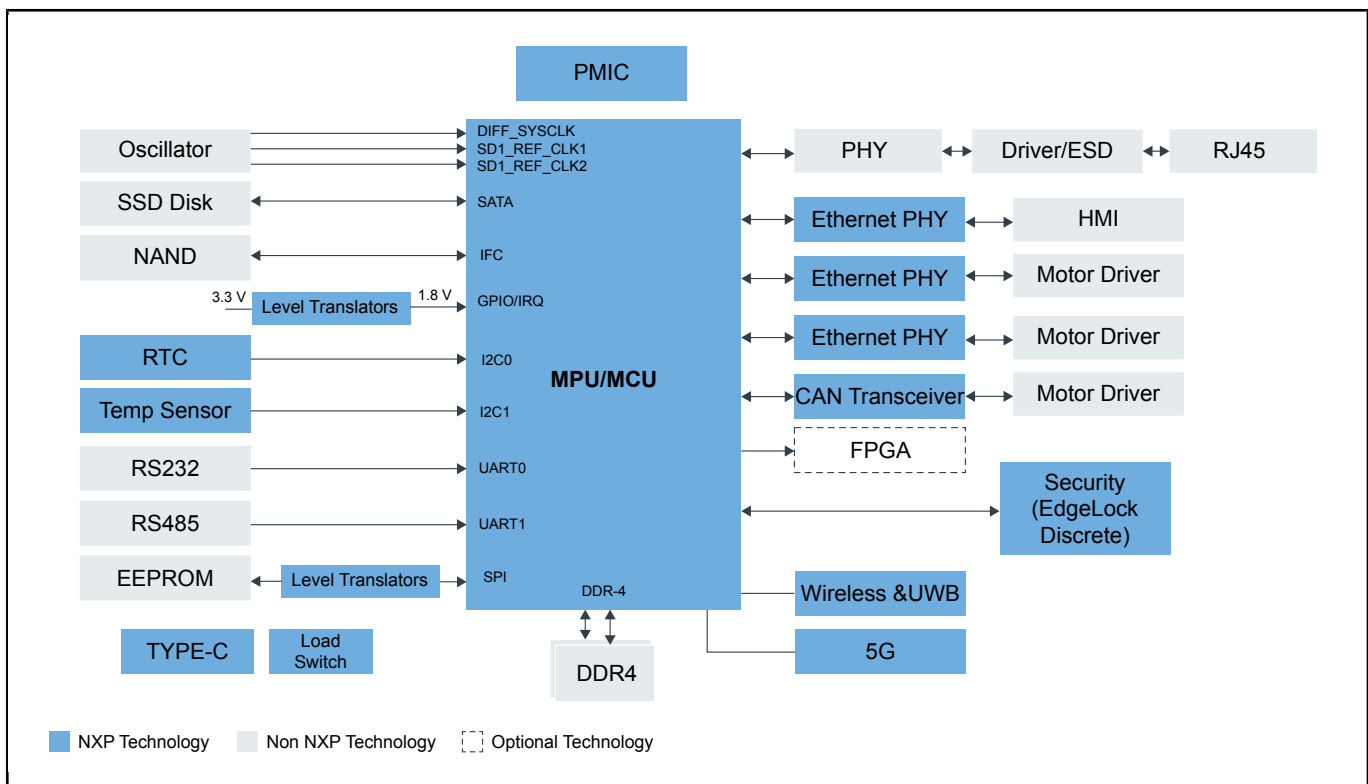 PMIC
Oscillator
DIFF_SYSCLK
SD1_REF_CLK1
SD1_REF_CLK2
SSD Disk
SATA
NAND
IFC
3.3 V
Level Translators
1.8 V
GPIO/IRQ
RTC
I2C0
Temp Sensor
I2C1
RS232
UART0
RS485
UART1
EEPROM
Level Translators
SPI
MPU/MCU
DDR-4
TYPE-C
Load
Switch
DDR4
PHY
Driver/ESD
RJ45
Ethernet PHY
HMI
Ethernet PHY
Motor Driver
Ethernet PHY
Motor Driver
CAN Transceiver
Motor Driver
FPGA
Security
(EdgeLock
Discrete)
Wireless &UWB
5G
NXP Technology
Non NXP Technology
Optional Technology